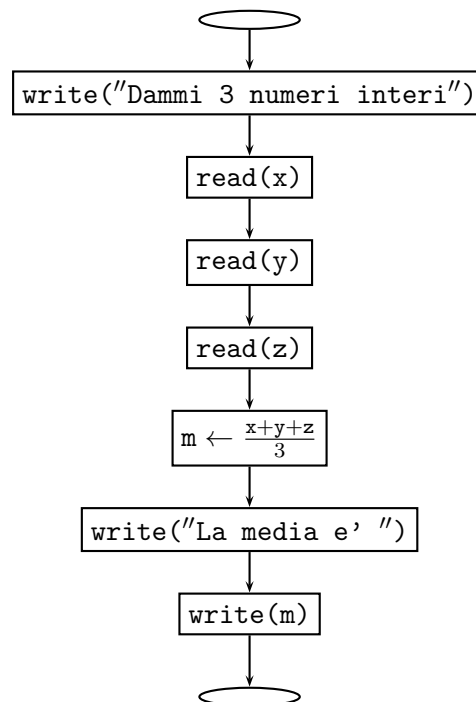 write("Dammi 3 numeri interi")
read(x)
read(y)
read(z)
m ← x+y+z/3
write("La media e' ")
write(m)